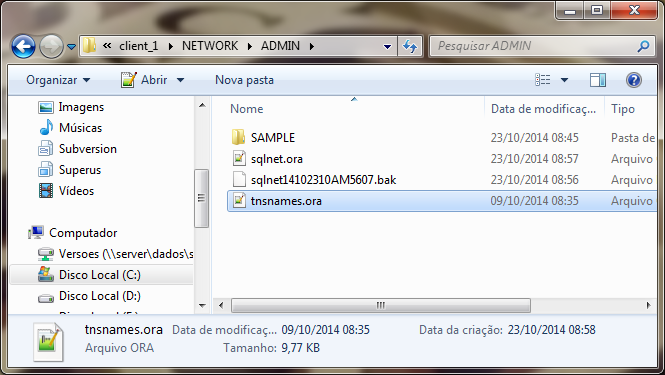 « client_1 ▸ NETWORK ▸ ADMIN ▸
Pesquisar ADMIN
Organizar Abrir Nova pasta
Imagens
Músicas
Subversion
Superus
Vídeos
Computador
Versoes (\\server\dados\s
Disco Local (C:)
Disco Local (D:)
Nome Data de modificaç... Tipo
SAMPLE 23/10/2014 08:45 Pasta de
sqlnet.ora 23/10/2014 08:57 Arquivo
sqlnet14102310AM5607.bak 23/10/2014 08:56 Arquivo
tnsnames.ora 09/10/2014 08:35 Arquivo
tnsnames.ora Data de modificaç... 09/10/2014 08:35 Data da criação: 23/10/2014 08:58
Arquivo ORA Tamanho: 9,77 KB